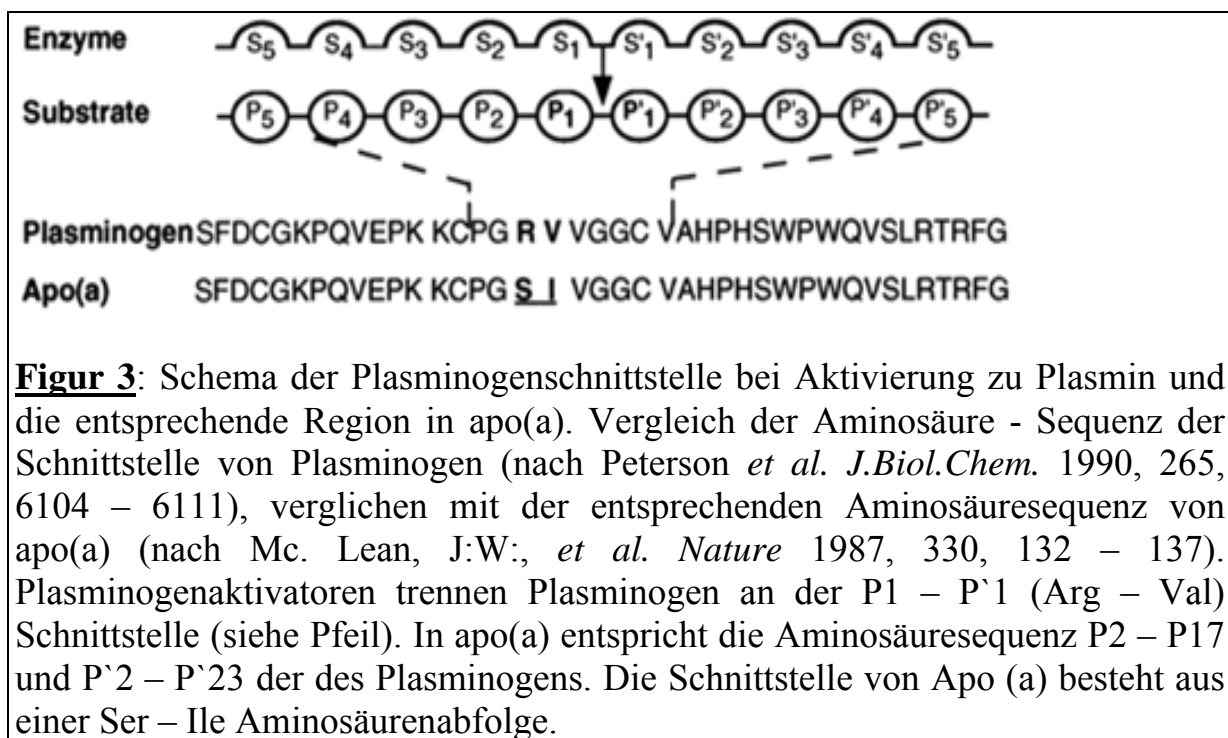 Enzyme S5 S4 S3 S2 S1 S'1 S'2 S'3 S'4 S'5
Substrate P5 P4 P3 P2 P1 P'1 P'2 P'3 P'4 P'5
Plasminogen SFDCGKPQVEPK KCPG R V VGGC VAHPHSWPWQVSLRTRFG
Apo(a) SFDCGKPQVEPK KCPG S I VGGC VAHPHSWPWQVSLRTRFG
Figur 3: Schema der Plasminogenschnittstelle bei Aktivierung zu Plasmin und
die entsprechende Region in apo(a). Vergleich der Aminosäure - Sequenz der
Schnittstelle von Plasminogen (nach Peterson et al. J.Biol.Chem. 1990, 265,
6104 – 6111), verglichen mit der entsprechenden Aminosäuresequenz von
apo(a) (nach Mc. Lean, J:W:, et al. Nature 1987, 330, 132 – 137).
Plasminogenaktivatoren trennen Plasminogen an der P1 – P`1 (Arg – Val)
Schnittstelle (siehe Pfeil). In apo(a) entspricht die Aminosäuresequenz P2 – P17
und P`2 – P`23 der des Plasminogens. Die Schnittstelle von Apo (a) besteht aus
einer Ser – Ile Aminosäurenabfolge.